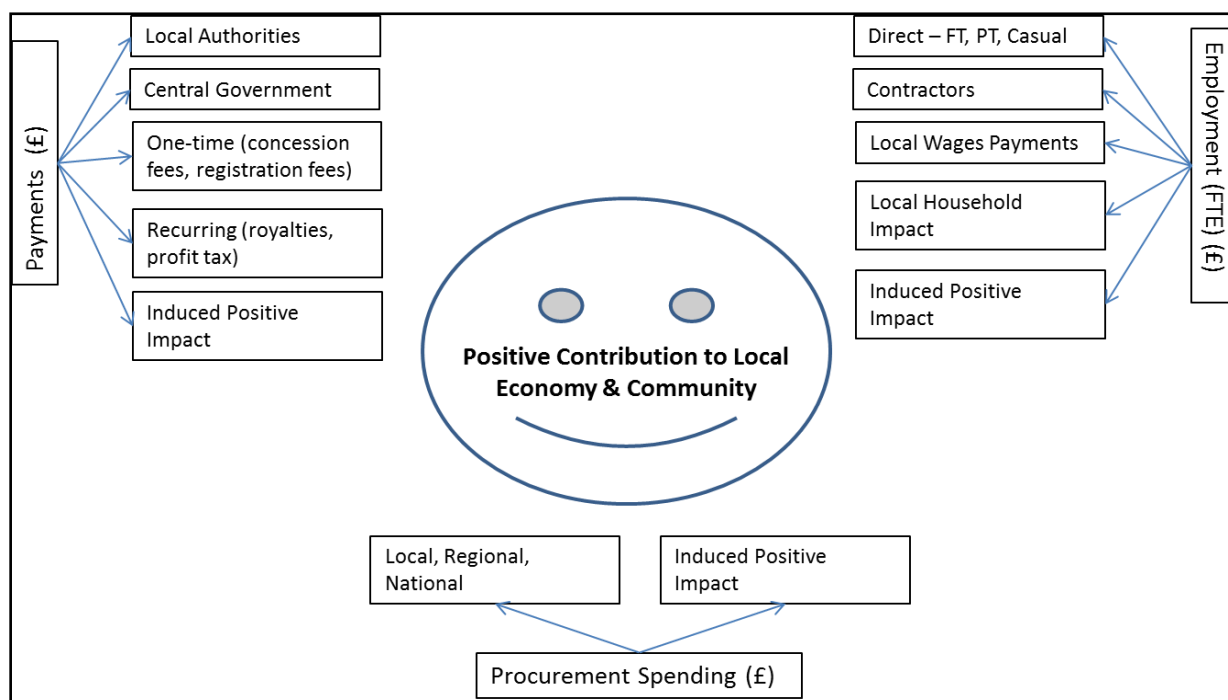 Payments (£)
Local Authorities
Central Government
One-time (concession
fees, registration fees)
Recurring (royalties,
profit tax)
Induced Positive
Impact
Direct – FT, PT, Casual
Contractors
Local Wages Payments
Local Household
Impact
Induced Positive
Impact
Employment (FTE) (£)
Positive Contribution to Local
Economy & Community
Local, Regional,
National
Induced Positive
Impact
Procurement Spending (£)